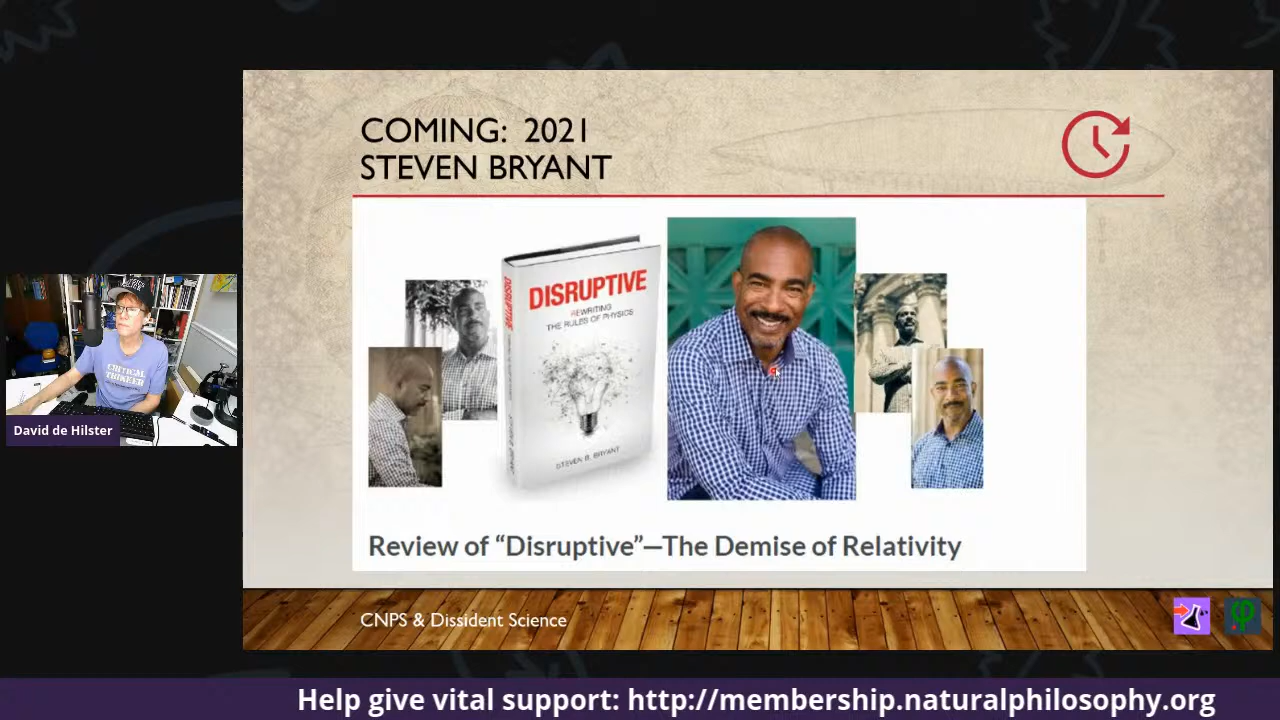 COMING: 2021
STEVEN BRYANT
DISRUPTIVE
DISRUPTIVE
REWRITING
THE RULES OF PHYSICS
STEVEN B. BRYANT
Review of “Disruptive”—The Demise of Relativity
CRITICAL
THINKER
David de Hilster
CNPS & Dissident Science
Help give vital support: http://membership.naturalphilosophy.org